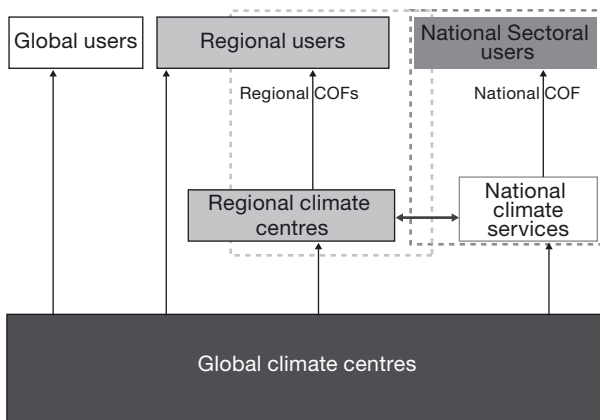 Global users
Regional users
National Sectoral
users
Regional COFs
National COF
Regional climate
centres
National
climate
services
Global climate centres